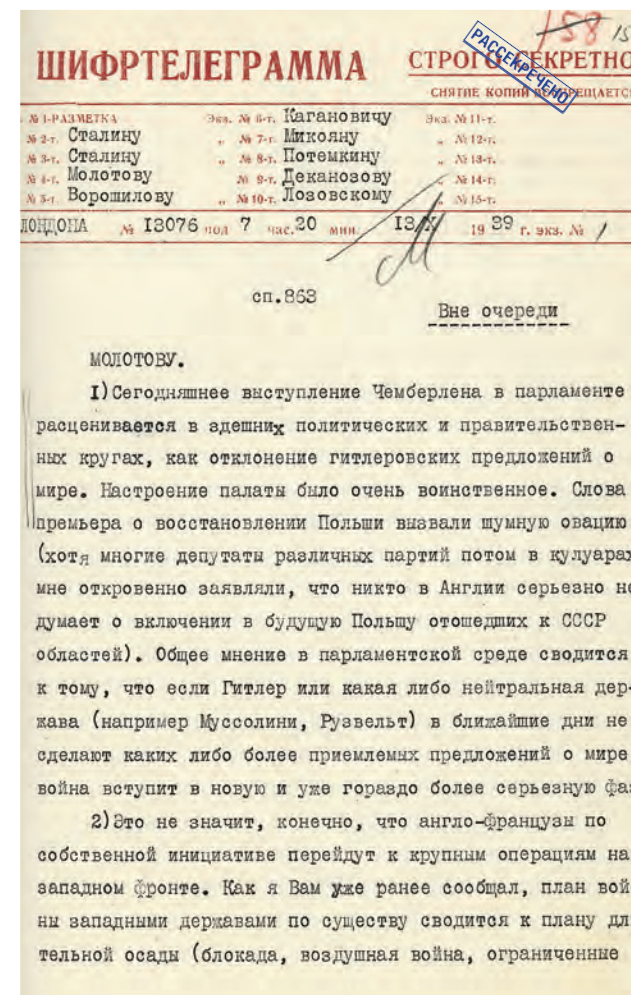 158
15
РАССЕКРЕЧЕНО
ШИФРТЕЛЕГРАММА
СТРОГО СЕКРЕТНО
СНЯТИЕ КОПИЙ ВОСПРЕЩАЕТСЯ
№ 1-РАЗМЕТКА Экз. № 6-т. Кагановичу Экз. № 11-т.
№ 2-т. Сталину „ № 7-т. Микояну „ № 12-т.
№ 3-т. Сталину „ № 8-т. Потемкину „ № 13-т.
№ 4-т. Молотову № 9-т. Деканозову „ № 14-т.
№ 5-т. Ворошилову „ № 10-т. Лозовскому „ № 15-т.
ЛОНДОНА № I3076 под 7 час. 20 мин. I3/X 19 39 г. экз. № 1
сп.863
Вне очереди
МОЛОТОВУ.
I)Сегодняшнее выступление Чемберлена в парламенте
расценивается в здешних политических и правительствен-
ных кругах, как отклонение гитлеровских предложений о
мире. Настроение палаты было очень воинственное. Слова
премьера о восстановлении Польши вызвали шумную овацию
(хотя многие депутаты различных партий потом в кулуарах
мне откровенно заявляли, что никто в Англии серьезно не
думает о включении в будущую Польшу отошедших к СССР
областей). Общее мнение в парламентской среде сводится
к тому, что если Гитлер или какая либо нейтральная дер-
жава (например Муссолини, Рузвельт) в ближайшие дни не
сделают каких либо более приемлемых предложений о мире
война вступит в новую и уже гораздо более серьезную фаз
2)Это не значит, конечно, что англо-французы по
собственной инициативе перейдут к крупным операциям на
западном фронте. Как я Вам уже ранее сообщал, план вой
ны западными державами по существу сводится к плану дли
тельной осады (блокада, воздушная война, ограниченные